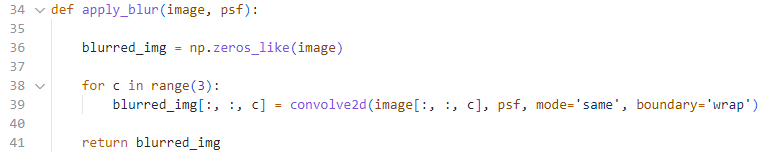 34 def apply_blur(image, psf):
35
36     blurred_img = np.zeros_like(image)
37
38     for c in range(3):
39         blurred_img[:, :, c] = convolve2d(image[:, :, c], psf, mode='same', boundary='wrap')
40
41     return blurred_img